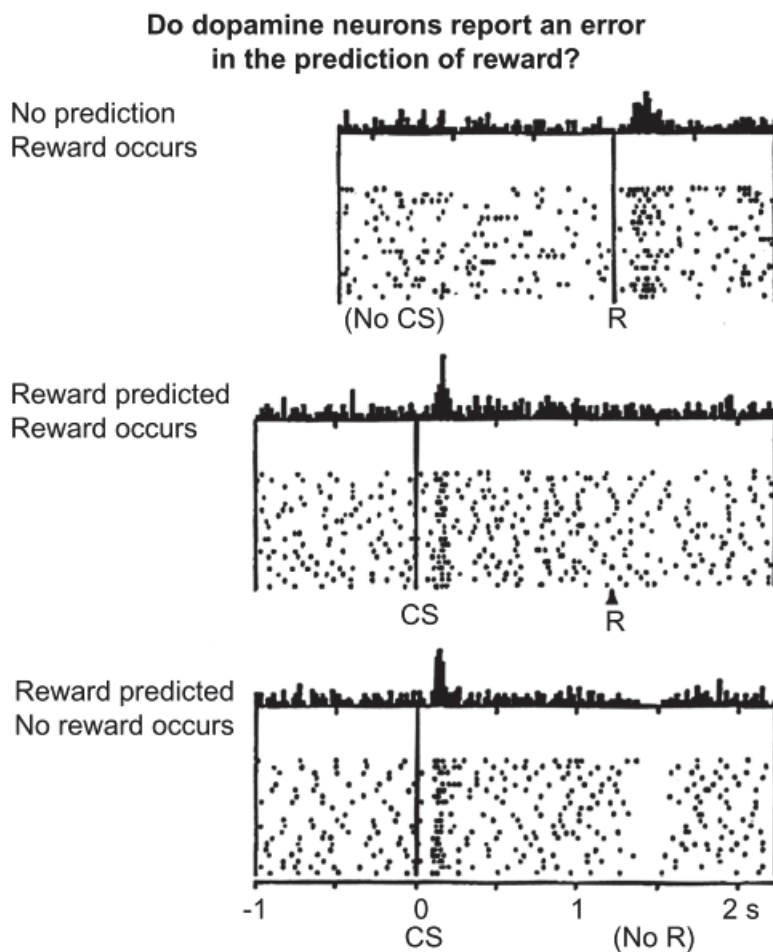 Do dopamine neurons report an error
in the prediction of reward?
No prediction
Reward occurs
(No CS)
R
Reward predicted
Reward occurs
CS
R
Reward predicted
No reward occurs
-1
0
1
2 s
CS
(No R)